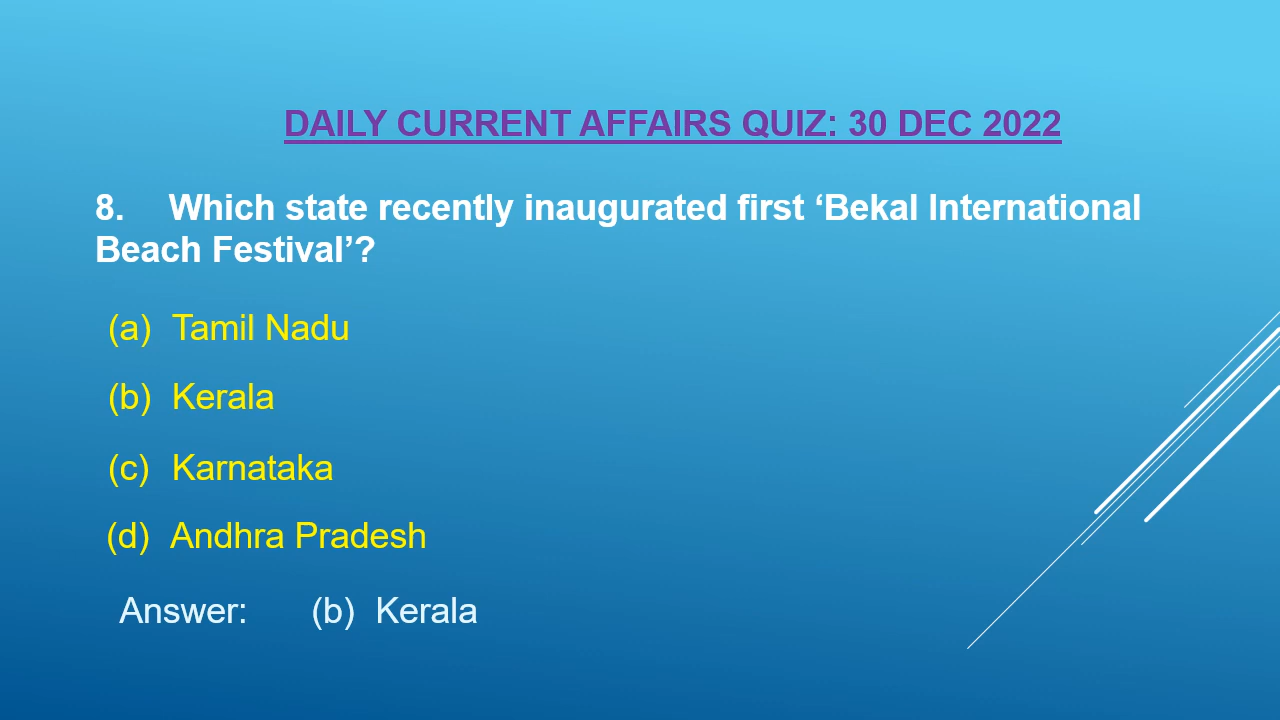 DAILY CURRENT AFFAIRS QUIZ: 30 DEC 2022
8. Which state recently inaugurated first ‘Bekal International
Beach Festival’?
(a) Tamil Nadu
(b) Kerala
(c) Karnataka
(d) Andhra Pradesh
Answer: (b) Kerala